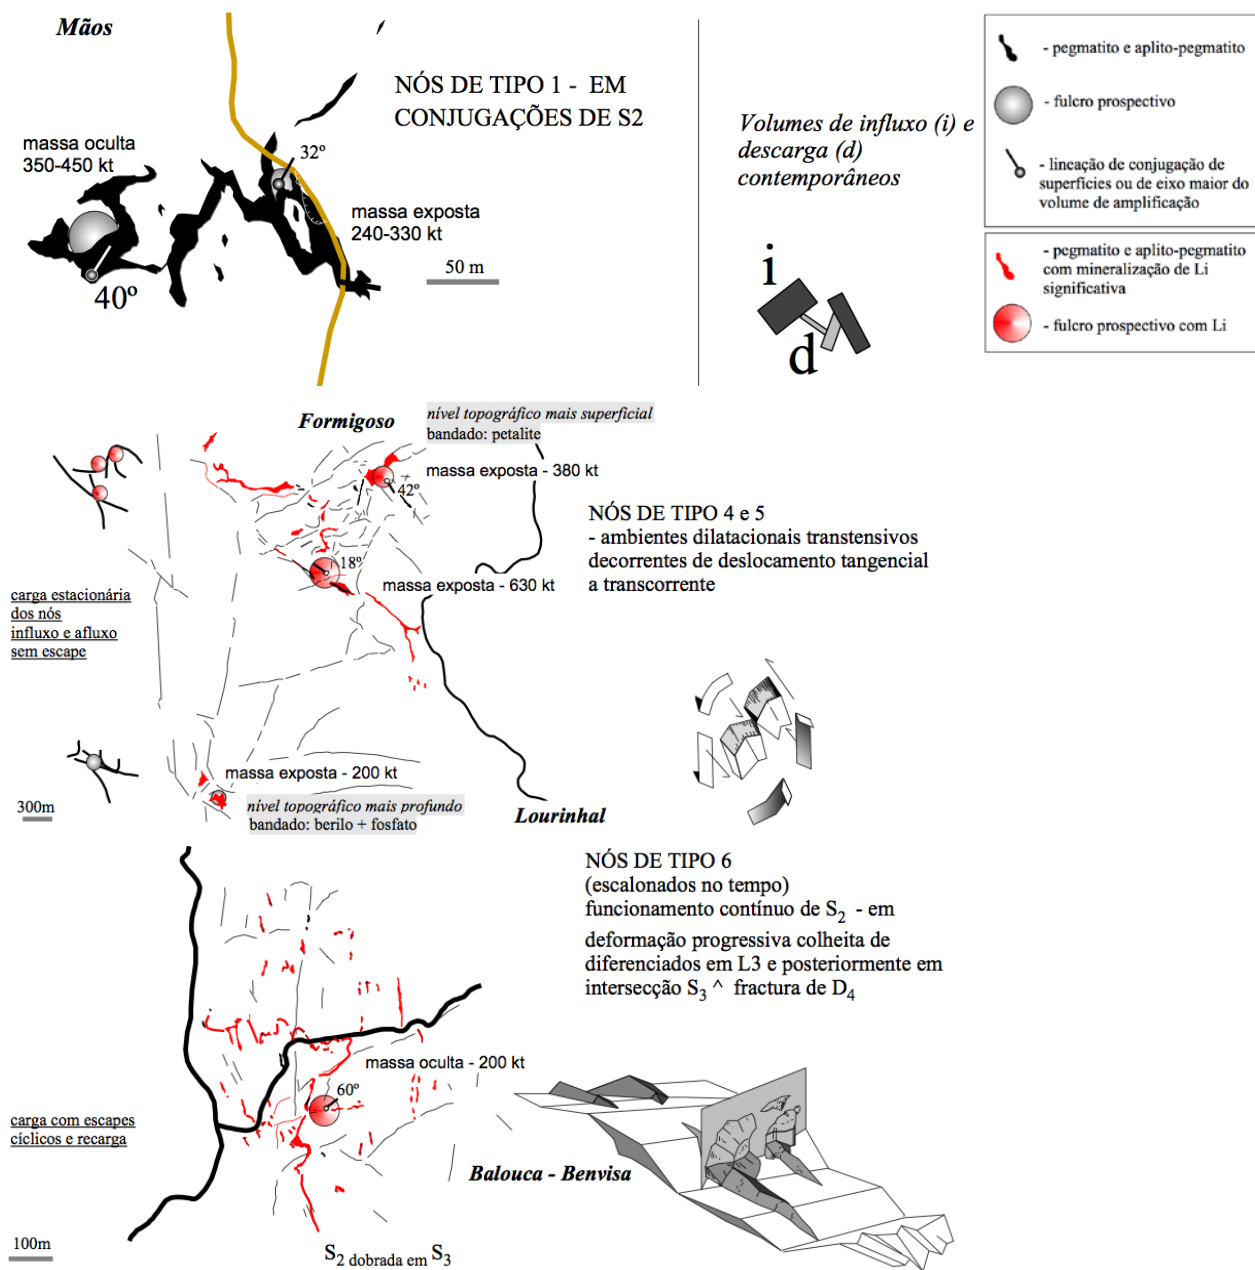 Mãos
NÓS DE TIPO 1 - EM
CONJUGAÇÕES DE S2
massa oculta
350-450 kt
32º
massa exposta
240-330 kt
40º
50 m
Volumes de influxo (i) e
descarga (d)
contemporâneos
i
d
- pegmatito e aplito-pegmatito
- fulcro prospectivo
- lineação de conjugação de
superfícies ou de eixo maior do
volume de amplificação
- pegmatito e aplito-pegmatito
com mineralização de Li
significativa
- fulcro prospectivo com Li
Formigoso
nível topográfico mais superficial
bandado: petalite
massa exposta - 380 kt
42º
NÓS DE TIPO 4 e 5
- ambientes dilatacionais transtensivos
decorrentes de deslocamento tangencial
a transcorrente
18º
massa exposta - 630 kt
carga estacionária
dos nós
influxo e afluxo
sem escape
massa exposta - 200 kt
nível topográfico mais profundo
bandado: berilo + fosfato
300m
Lourinhal
NÓS DE TIPO 6
(escalonados no tempo)
funcionamento contínuo de S2 - em
deformação progressiva colheita de
diferenciados em L3 e posteriormente em
intersecção S3 ^ fractura de D4
massa oculta - 200 kt
60º
carga com escapes
cíclicos e recarga
Balouca - Benvisa
100m
S2 dobrada em S3